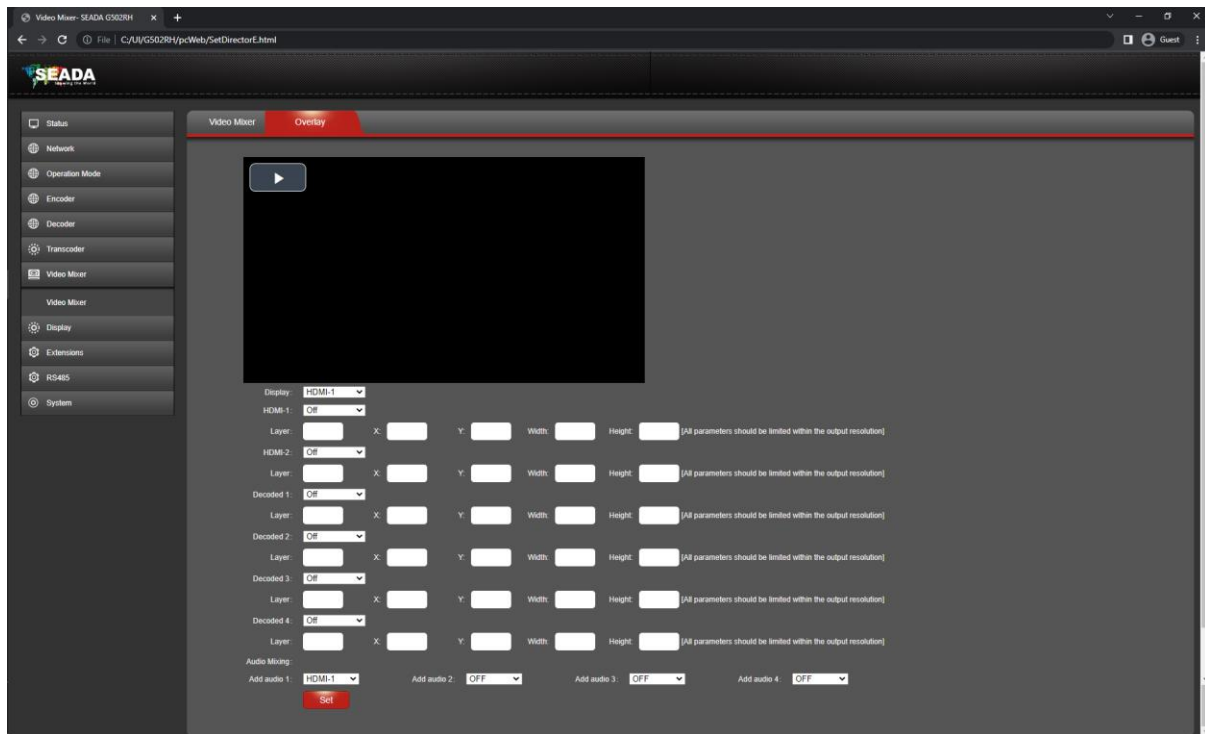 Video Mixer- SEADA G502RH
File | C:/UI/G502RH/pcWeb/SetDirectorE.html
Guest
SEADA
Status
Network
Operation Mode
Encoder
Decoder
Transcoder
Video Mixer
Video Mixer
Display
Extensions
RS485
System
Video Mixer Overlay
Display: HDMI-1
HDMI-1: Off
Layer: X: Y: Width: Height: [All parameters should be limited within the output resolution]
HDMI-2: Off
Layer: X: Y: Width: Height: [All parameters should be limited within the output resolution]
Decoded 1: Off
Layer: X: Y: Width: Height: [All parameters should be limited within the output resolution]
Decoded 2: Off
Layer: X: Y: Width: Height: [All parameters should be limited within the output resolution]
Decoded 3: Off
Layer: X: Y: Width: Height: [All parameters should be limited within the output resolution]
Decoded 4: Off
Layer: X: Y: Width: Height: [All parameters should be limited within the output resolution]
Audio Mixing:
Add audio 1: HDMI-1 Add audio 2: OFF Add audio 3: OFF Add audio 4: OFF
Set